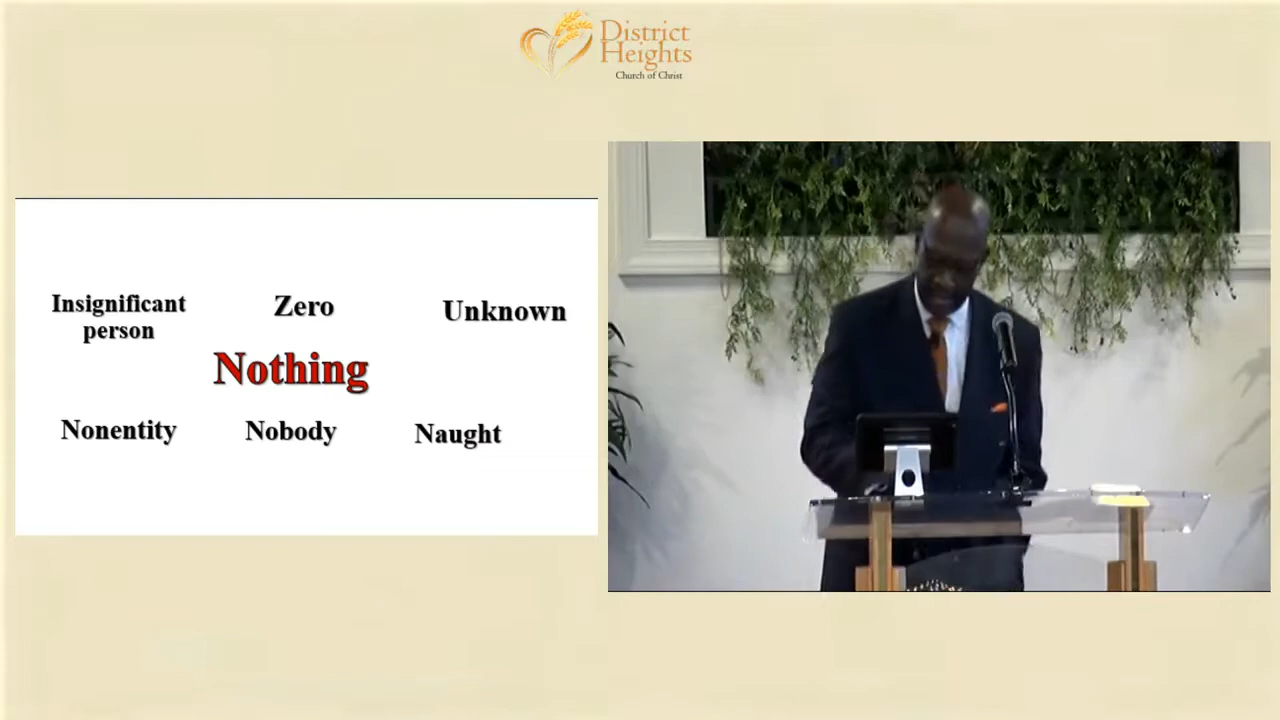 District
Heights
Church of Christ
Insignificant
person
Zero
Unknown
Nothing
Nonentity
Nobody
Naught